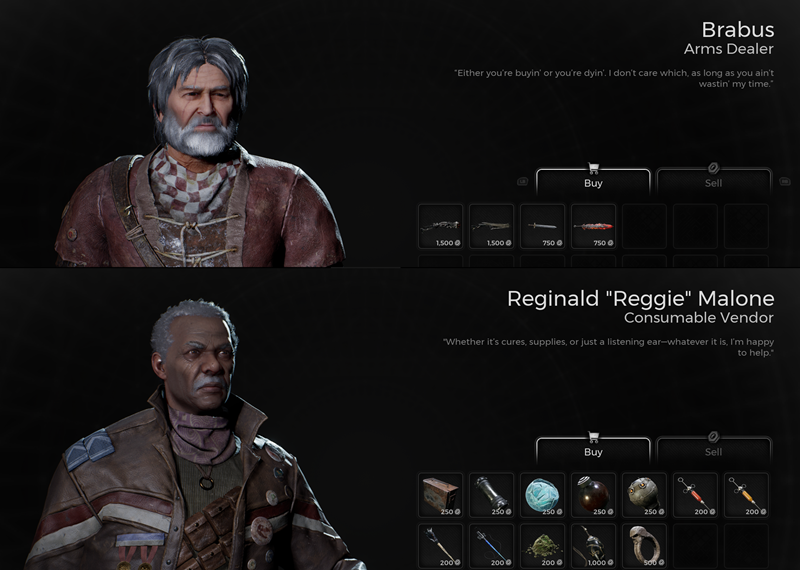 Brabus
Arms Dealer
"Either you're buyin' or you're dyin'. I don't care which, as long as you ain't
wastin' my time."
Buy
Sell
1,500
1,500
750
750
Reginald "Reggie" Malone
Consumable Vendor
"Whether it's cures, supplies, or just a listening ear—whatever it is, I'm happy
to help."
Buy
Sell
250
250
250
250
250
200
200
200
200
200
1,000
500